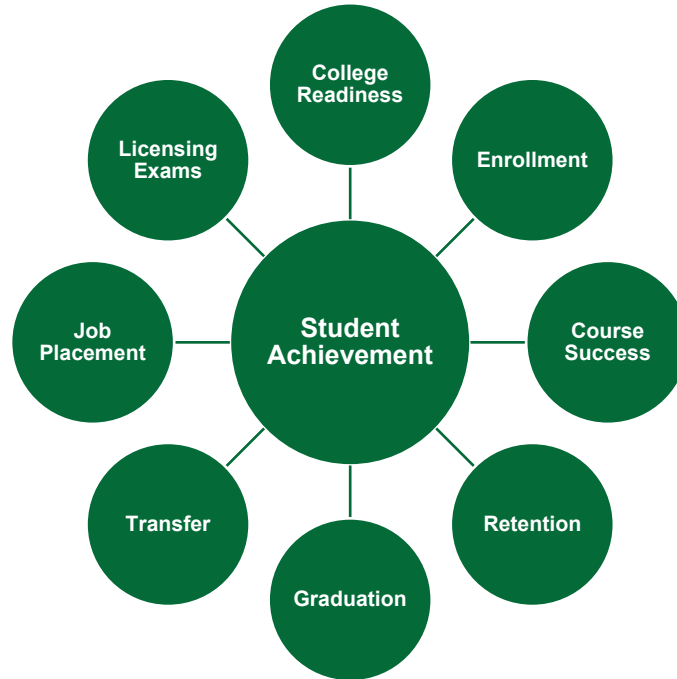 College
Readiness
Licensing
Exams
Enrollment
Job
Placement
Student
Achievement
Course
Success
Transfer
Retention
Graduation